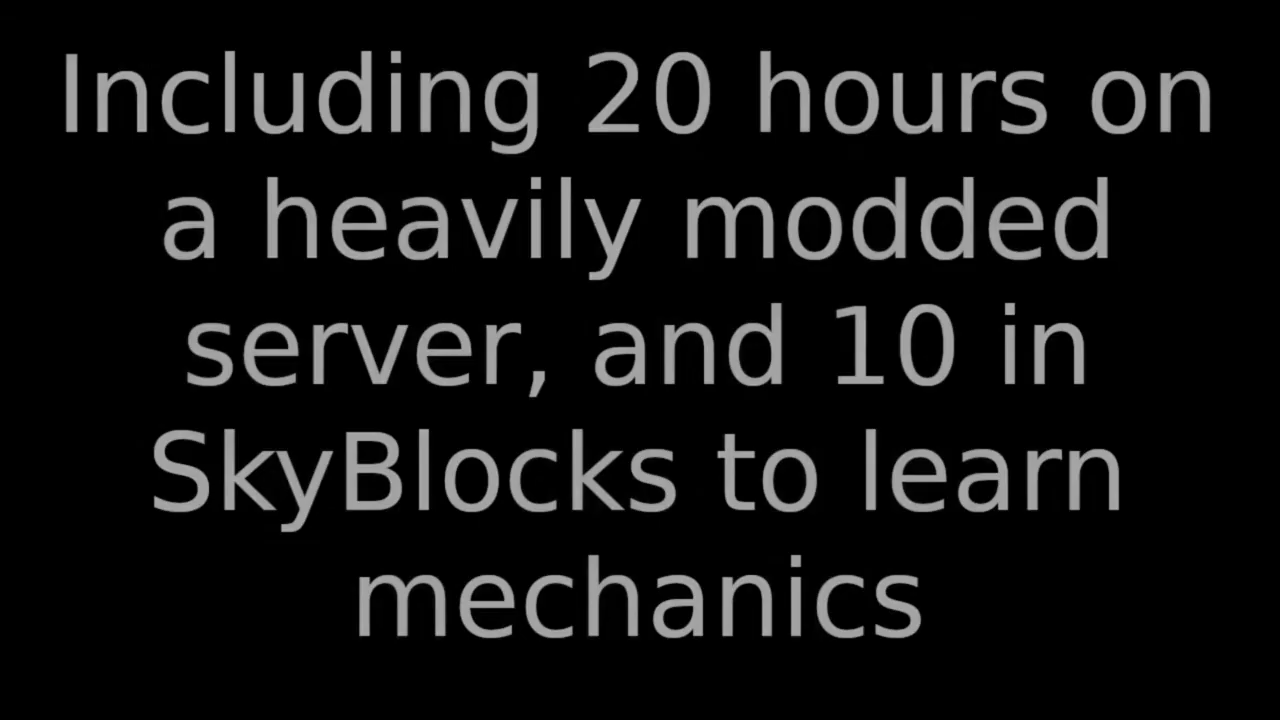 Including 20 hours on
a heavily modded
server, and 10 in
SkyBlocks to learn
mechanics